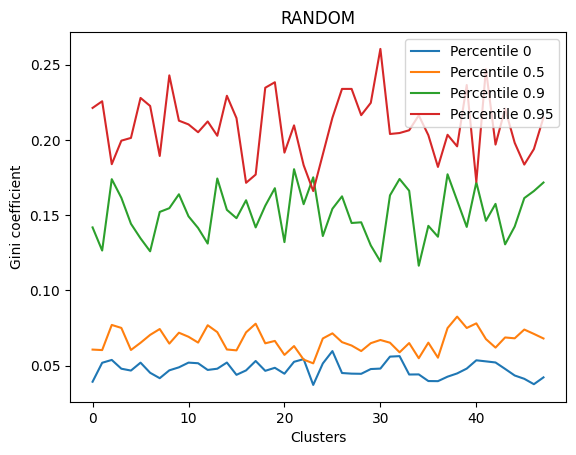 RANDOM
Percentile 0
Percentile 0.5
Percentile 0.9
Percentile 0.95
Gini coefficient
0.25
0.20
0.15
0.10
0.05
0 10 20 30 40
Clusters